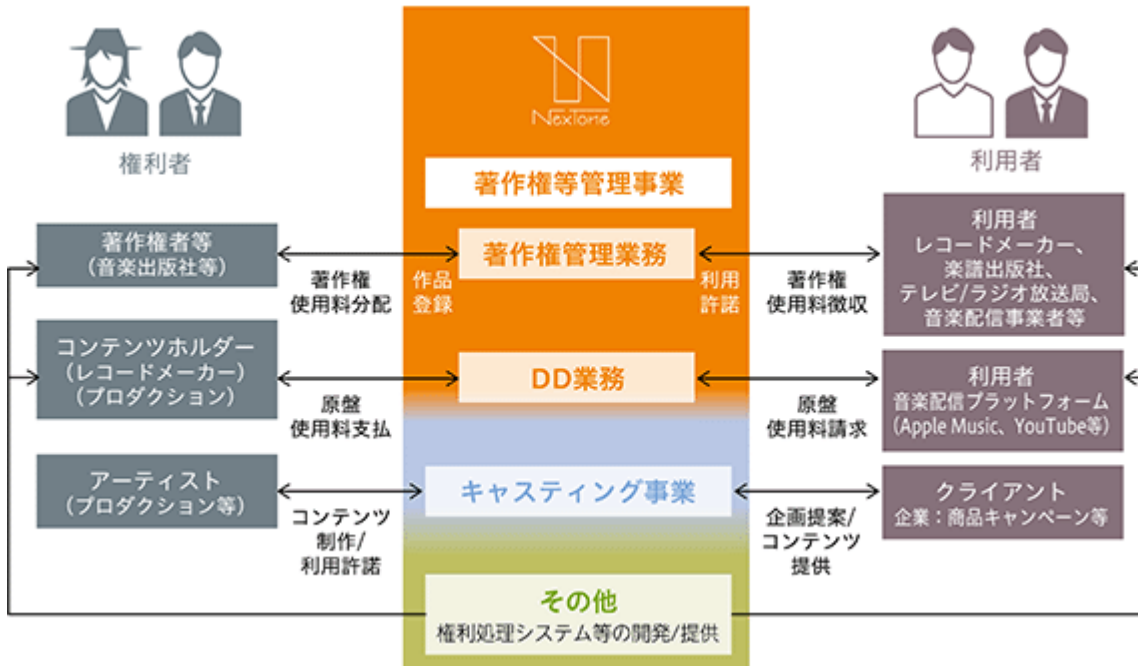 NexTone
権利者
利用者
著作権等管理事業
著作権者等
（音楽出版社等）
著作権
使用料分配
作品
登録
著作権管理業務
利用
許諾
著作権
使用料徴収
利用者
レコードメーカー、
楽譜出版社、
テレビ/ラジオ放送局、
音楽配信事業者等
コンテンツホルダー
（レコードメーカー）
（プロダクション）
原盤
使用料支払
DD業務
原盤
使用料請求
利用者
音楽配信プラットフォーム
(Apple Music、YouTube等)
アーティスト
（プロダクション等）
コンテンツ
制作/
利用許諾
キャスティング事業
企画提案/
コンテンツ
提供
クライアント
企業：商品キャンペーン等
その他
権利処理システム等の開発/提供